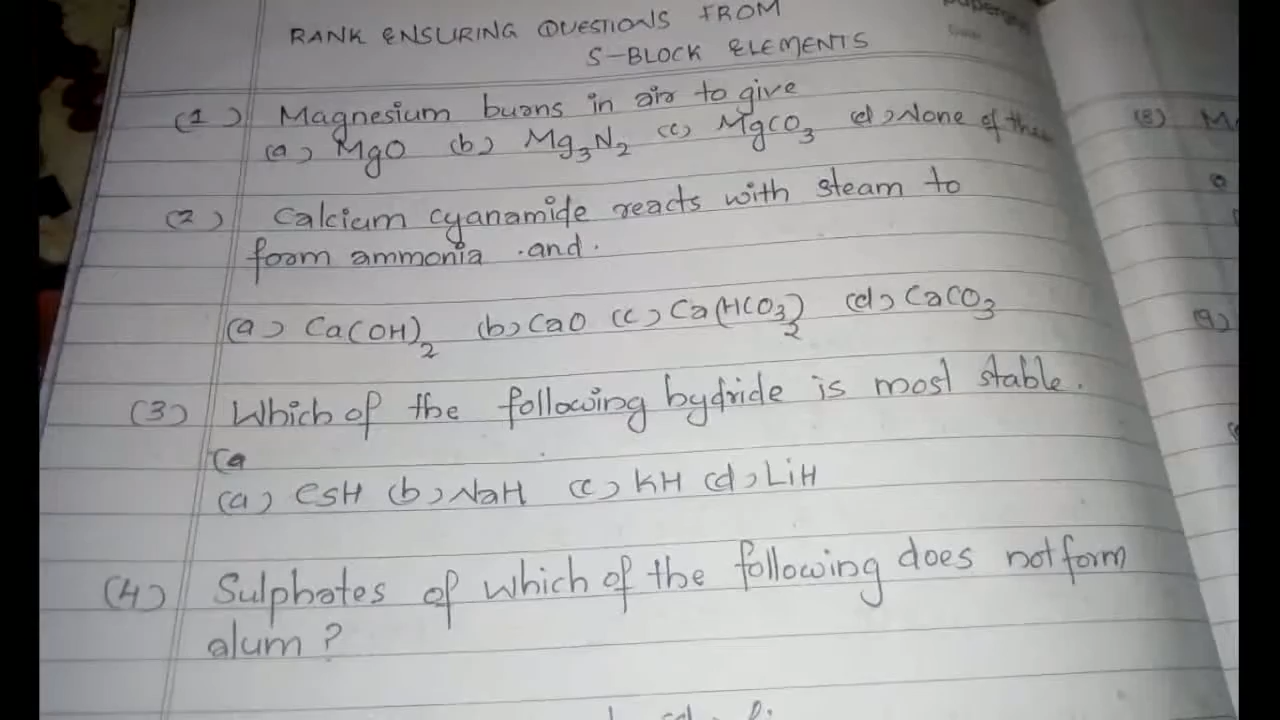 RANK ENSURING QUESTIONS FROM
S-BLOCK ELEMENTS
(1) Magnesium burns in air to give
(a) MgO (b) Mg3N2 (c) MgCO3 (d) None of
(2) Calcium cyanamide reacts with steam to
form ammonia .and.
(a) Ca(OH)2 (b) CaO (c) Ca(HCO3)2 (d) CaCO3
(3) Which of the following hydride is most stable.
(a
(a) CsH (b) NaH (c) KH (d) LiH
(4) Sulphates of which of the following does not form
alum?
(8) M
(9)